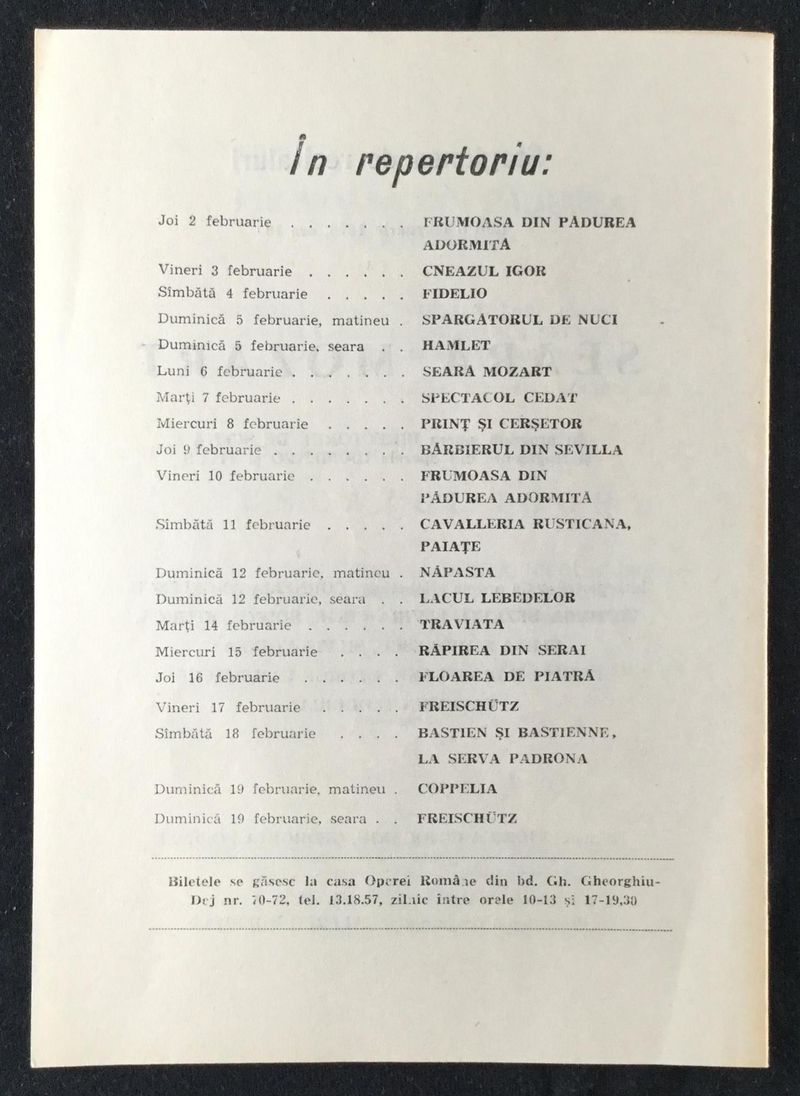 În repertoriu:
Joi 2 februarie . . . . . . . FRUMOASA DIN PĂDUREA
ADORMITĂ
Vineri 3 februarie . . . . . . CNEAZUL IGOR
Sîmbătă 4 februarie . . . . . FIDELIO
Duminică 5 februarie, matineu . SPĂRGĂTORUL DE NUCI
Duminică 5 februarie, seara . . HAMLET
Luni 6 februarie . . . . . . . SEARĂ MOZART
Marți 7 februarie . . . . . . . SPECTACOL CEDAT
Miercuri 8 februarie . . . . . PRINȚ ȘI CERȘETOR
Joi 9 februarie . . . . . . . . BĂRBIERUL DIN SEVILLA
Vineri 10 februarie . . . . . . FRUMOASA DIN
PĂDUREA ADORMITĂ
Sîmbătă 11 februarie . . . . . CAVALLERIA RUSTICANA,
PAIAȚE
Duminică 12 februarie, matineu . NĂPASTA
Duminică 12 februarie, seara . . LACUL LEBEDELOR
Marți 14 februarie . . . . . . TRAVIATA
Miercuri 15 februarie . . . . RĂPIREA DIN SERAI
Joi 16 februarie . . . . . . FLOAREA DE PIATRĂ
Vineri 17 februarie . . . . . FREISCHÜTZ
Sîmbătă 18 februarie . . . . BASTIEN ȘI BASTIENNE,
LA SERVA PADRONA
Duminică 19 februarie, matineu . COPPELIA
Duminică 19 februarie, seara . . FREISCHÜTZ
Biletele se găsesc la casa Operei Române din bd. Gh. Gheorghiu-
Dej nr. 70-72, tel. 13.18.57, zilnic între orele 10-13 și 17-19,30